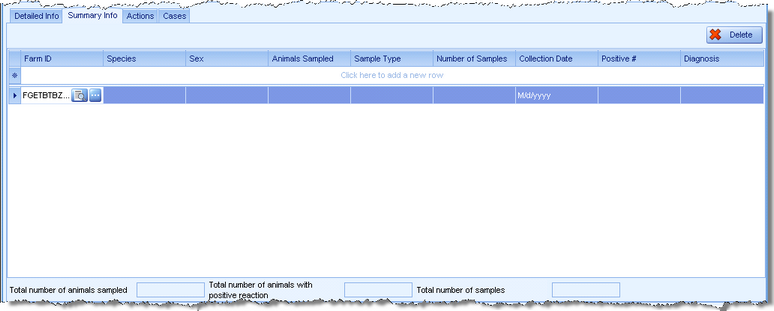 Detailed Info Summary Info Actions Cases
Delete
Farm ID Species Sex Animals Sampled Sample Type Number of Samples Collection Date Positive # Diagnosis
Click here to add a new row
FGETBTBZ... M/d/yyyy
Total number of animals sampled Total number of animals with positive reaction Total number of samples